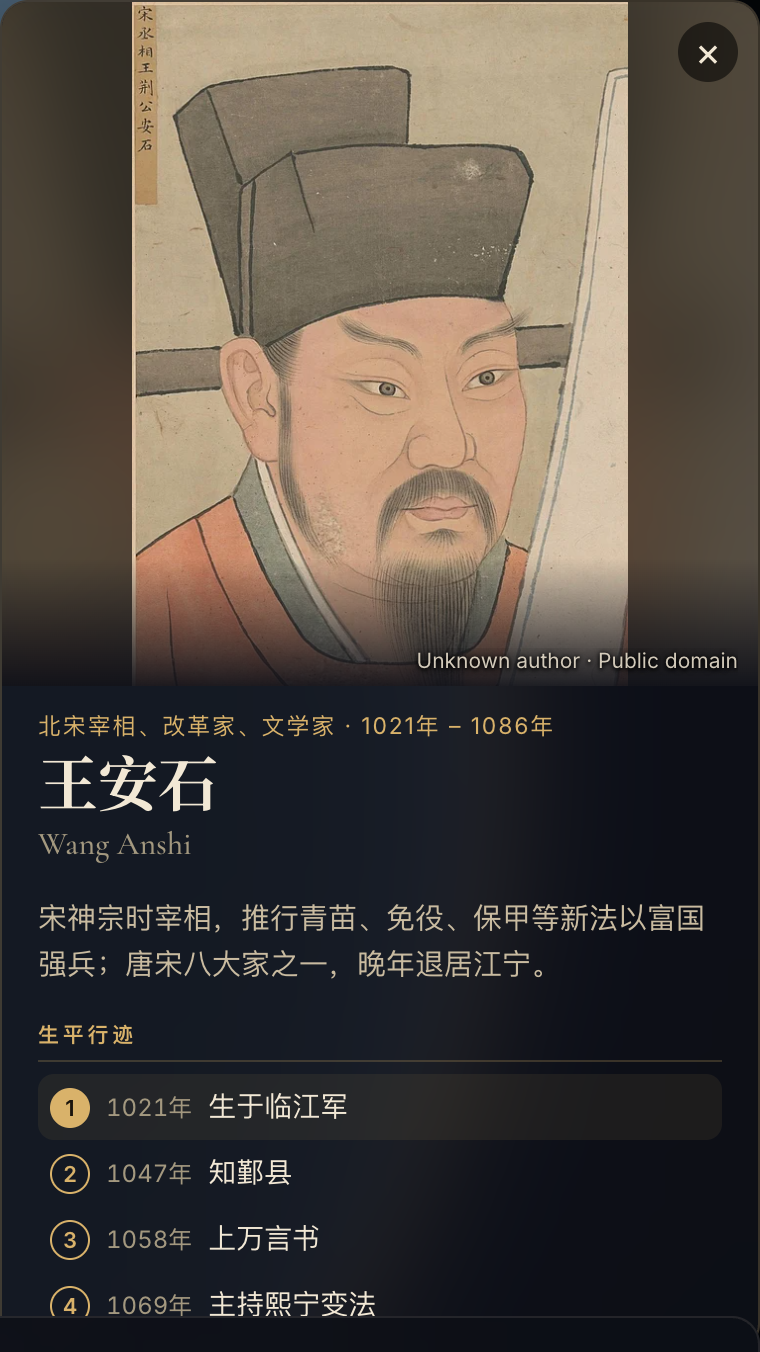 宋丞相王荆公安石
×
Unknown author · Public domain
北宋宰相、改革家、文学家 · 1021年 – 1086年
王安石
Wang Anshi
宋神宗时宰相，推行青苗、免役、保甲等新法以富国
强兵；唐宋八大家之一，晚年退居江宁。
生平行迹
1 1021年 生于临江军
2 1047年 知鄞县
3 1058年 上万言书
4 1069年 主持熙宁变法